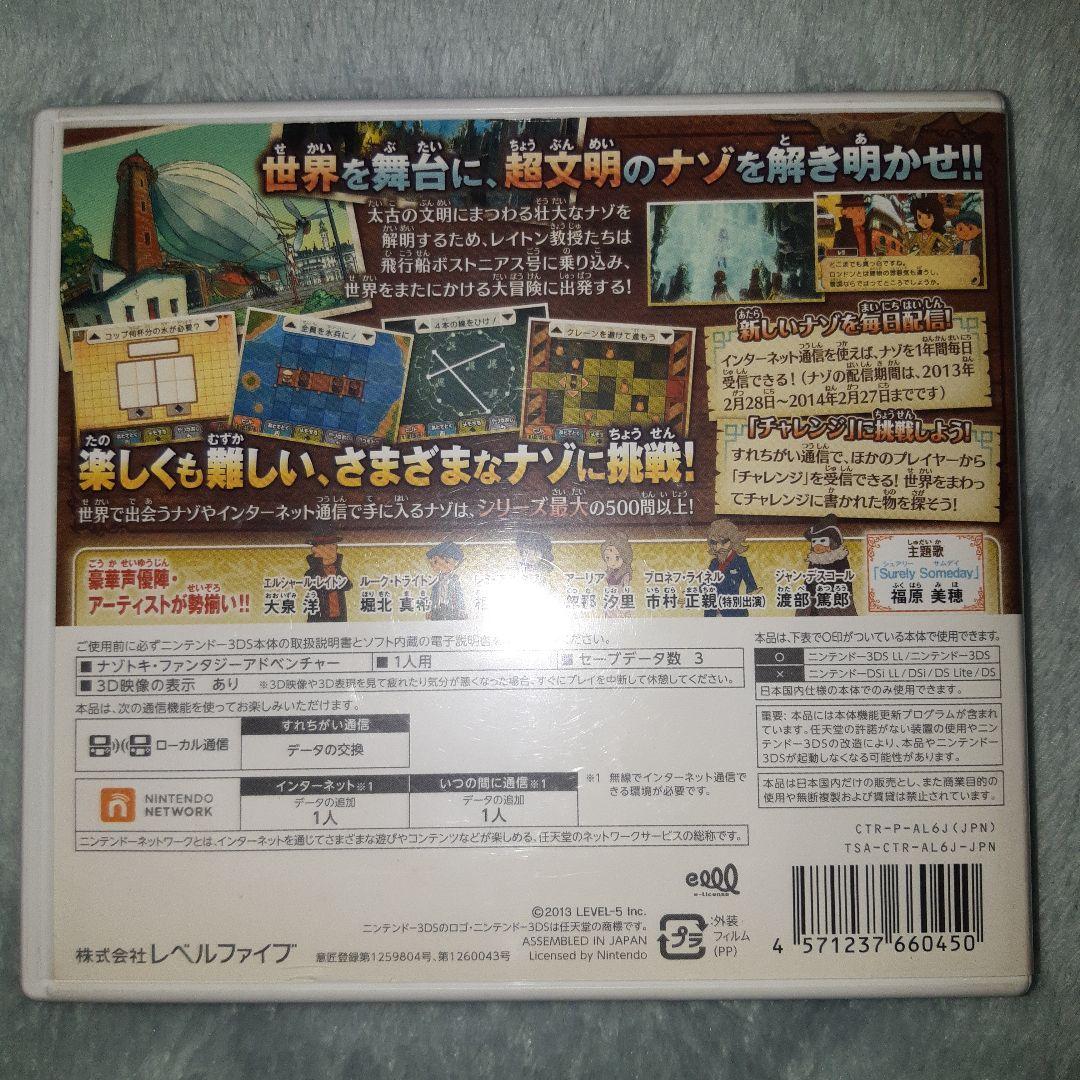 世界を舞台に、超文明のナゾを解き明かせ!!
太古の文明にまつわる壮大なナゾを
解明するため、レイトン教授たちは
飛行船ボストニアス号に乗り込み、
世界をまたにかける大冒険に出発する!
どこまでも真っ白ですね。
コップ何杯分の水が必要?
全員を水兵に!
4本の線をひけ!
クレーンを避けて進もう
新しいナゾを毎日配信!
インターネット通信を使えば、ナゾを1年間毎日
受信できる!(ナゾの配信期間は、2013年
2月28日~2014年2月27日までです)
「チャレンジ」に挑戦しよう!
すれちがい通信で、ほかのプレイヤーから
「チャレンジ」を受信できる!世界をまわっ
てチャレンジに書かれた物を探そう!
楽しくも難しい、さまざまなナゾに挑戦!
世界で出会うナゾやインターネット通信で手に入るナゾは、シリーズ最大の500問以上!
豪華声優陣・
アーティストが勢揃い!!
エルシャール・レイトン
大泉 洋
ルーク・トライトン
堀北 真希
アーリア
汐里
ブロネフ・ライネル
市村 正親(特別出演)
ジャン・デスコール
渡部 篤郎
主題歌
シュアリー サムデイ
「Surely Someday」
福原 美穂
ご使用前に必ずニンテンドー3DS本体の取扱説明書とソフト内蔵の電子説明
ください。
■ナゾトキ・ファンタジーアドベンチャー
■1人用
■セーブデータ数 3
■3D映像の表示 あり ※3D映像や3D表現を見て疲れたり気分が悪くなった場合、すぐにプレイを中断して休憩してください。
本品は、次の通信機能を使ってお楽しみいただけます。
ローカル通信
すれちがい通信
データの交換
NINTENDO
NETWORK
インターネット※1
データの追加
1人
いつの間に通信※1
データの追加
1人
※1 無線でインターネット通信で
きる環境が必要です。
ニンテンドーネットワークとは、インターネットを通じてさまざまな遊びやコンテンツなどが楽しめる、任天堂のネットワークサービスの総称です。
本品は、下表で○印がついている本体で使用できます。
○ ニンテンドー3DS LL/ニンテンドー3DS
× ニンテンドーDSi LL/DSi/DS Lite/DS
日本国内仕様の本体でのみ使用できます。
重要:本品には本体機能更新プログラムが含まれ
ています。任天堂の許諾がない装置の使用やニン
テンドー3DSの改造により、本品やニンテンドー
3DSが起動しなくなる可能性があります。
本品は日本国内だけの販売とし、また商業目的の
使用や無断複製および賃貸は禁止されています。
CTR-P-AL6J(JPN)
TSA-CTR-AL6J-JPN
elll
e-License
©2013 LEVEL-5 Inc.
ニンテンドー3DSのロゴ・ニンテンドー3DSは任天堂の商標です。
ASSEMBLED IN JAPAN
意匠登録第1259804号、第1260043号
Licensed by Nintendo
株式会社レベルファイブ
プラ
:外装
フィルム
(PP)
4 571237 660450